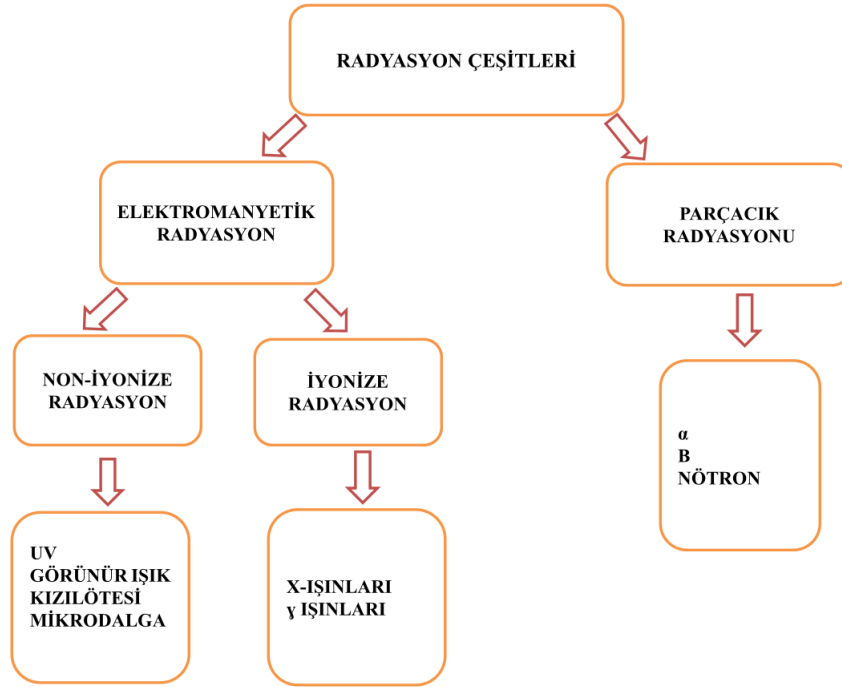 RADYASYON ÇEŞİTLERİ
ELEKTROMANYETİK
RADYASYON
PARÇACIK
RADYASYONU
NON-İYONİZE
RADYASYON
İYONİZE
RADYASYON
α
B
NÖTRON
UV
GÖRÜNÜR IŞIK
KIZILÖTESİ
MİKRODALGA
X-IŞINLARI
ɣ IŞINLARI